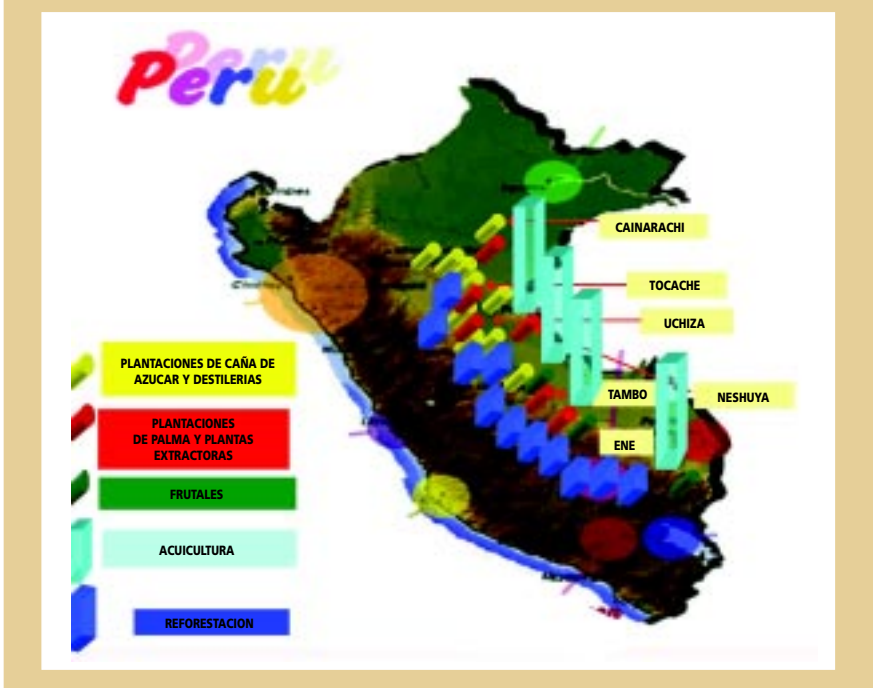 Peru
CAINARACHI
TOCACHE
UCHIZA
TAMBO
NESHUYA
ENE
PLANTACIONES DE CAÑA DE
AZUCAR Y DESTILERIAS
PLANTACIONES
DE PALMA Y PLANTAS
EXTRACTORAS
FRUTALES
ACUICULTURA
REFORESTACION